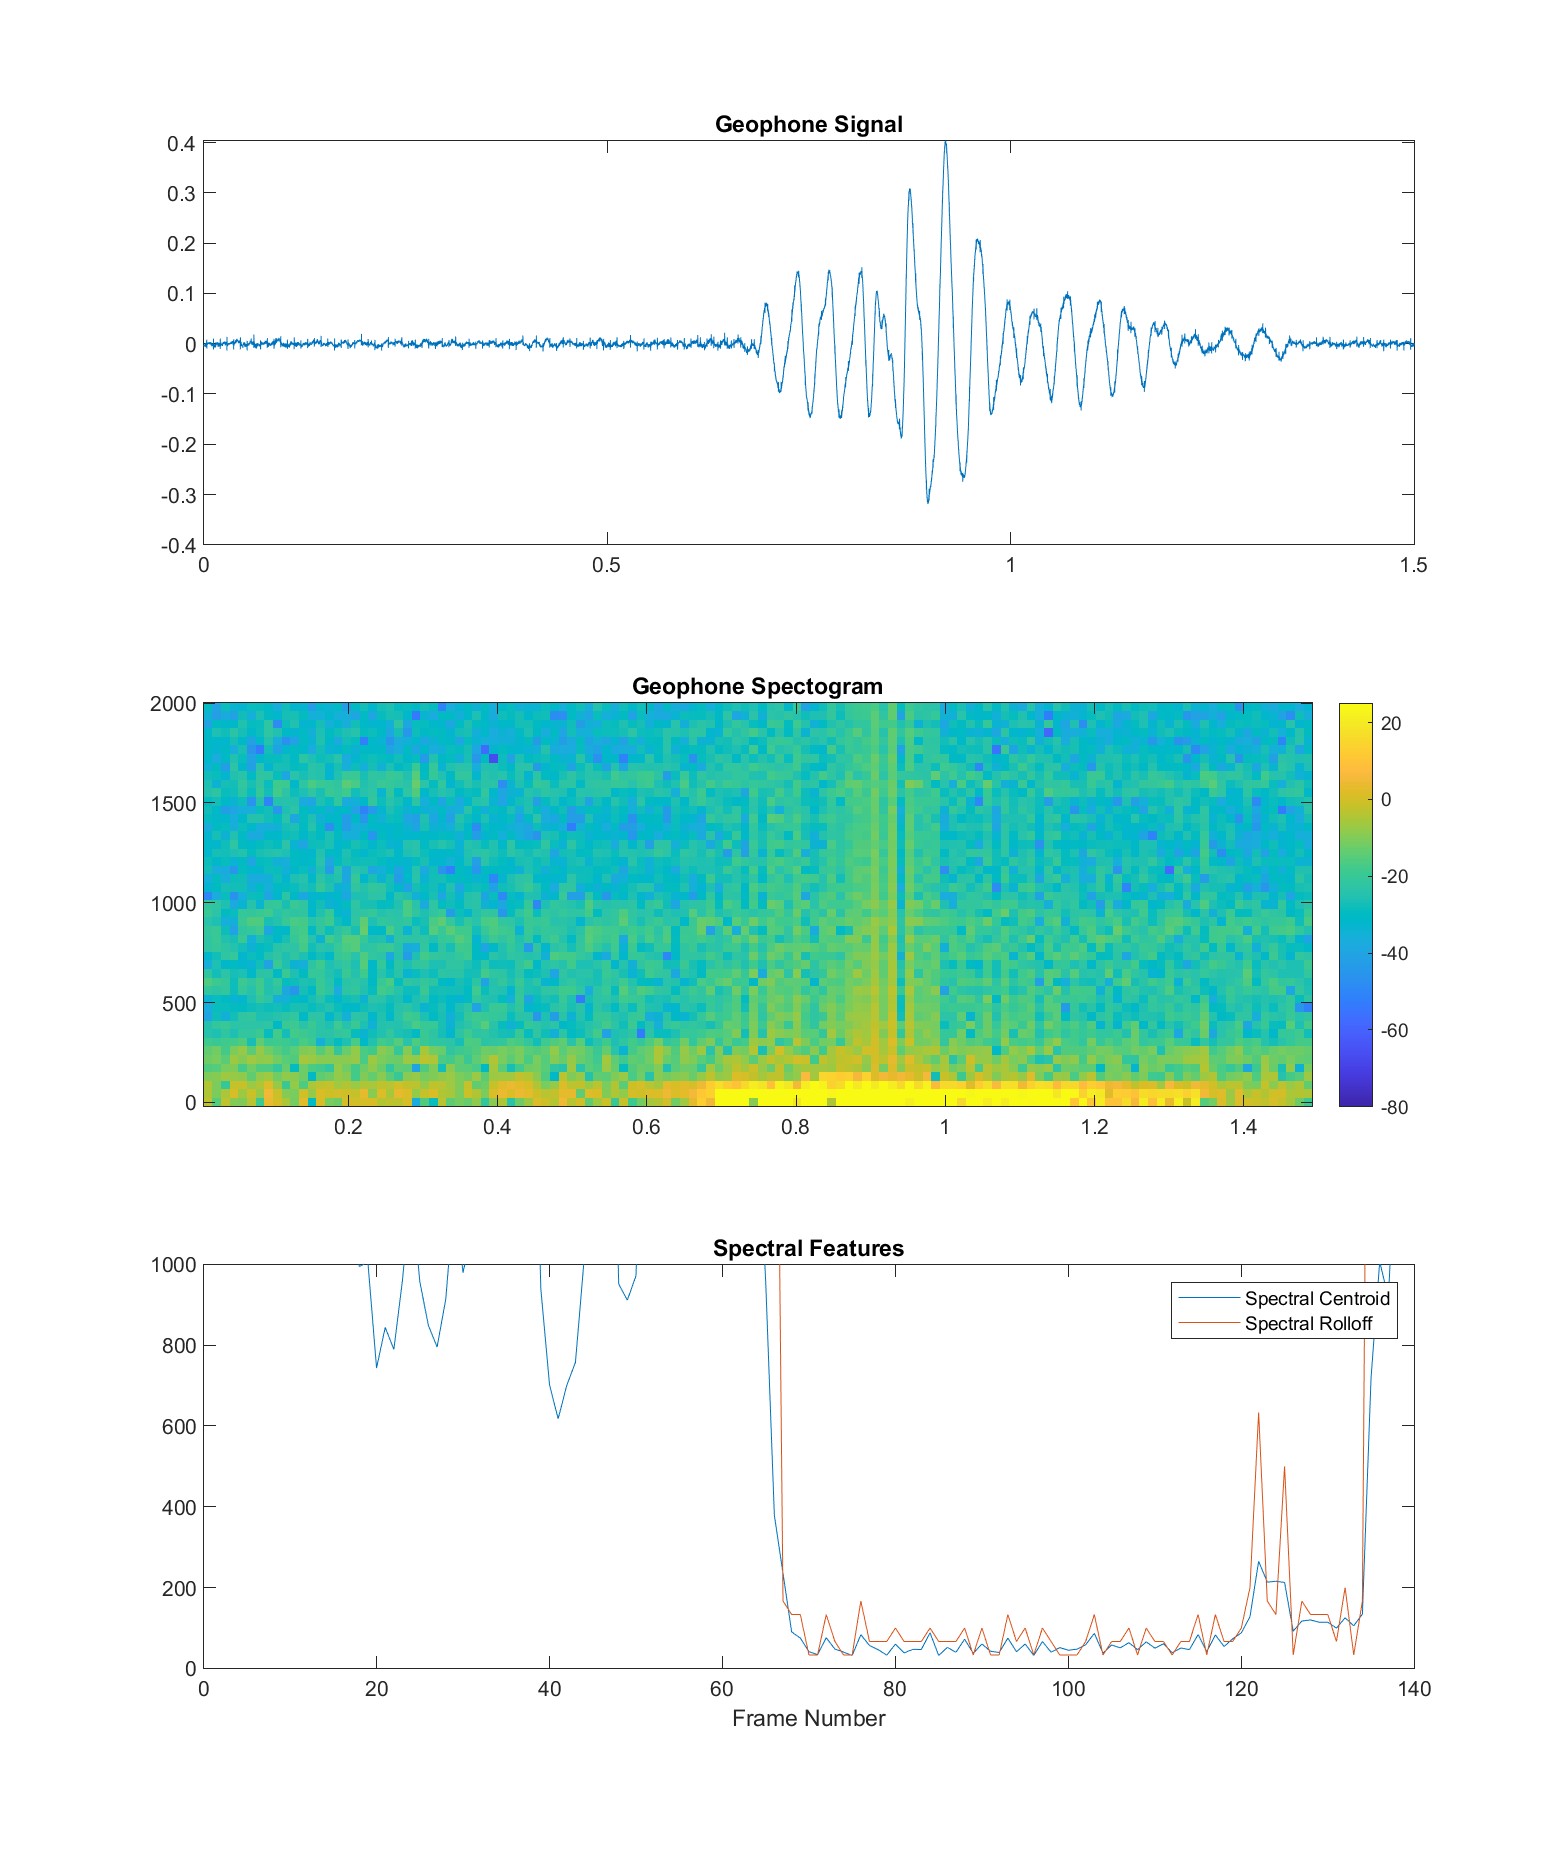 Geophone Signal
0.4
0.3
0.2
0.1
0
-0.1
-0.2
-0.3
-0.4
0 0.5 1 1.5
Geophone Spectogram
2000
1500
1000
500
0
0.2 0.4 0.6 0.8 1 1.2 1.4
20
0
-20
-40
-60
-80
Spectral Features
1000
800
600
400
200
0
Spectral Centroid
Spectral Rolloff
0 20 40 60 80 100 120 140
Frame Number